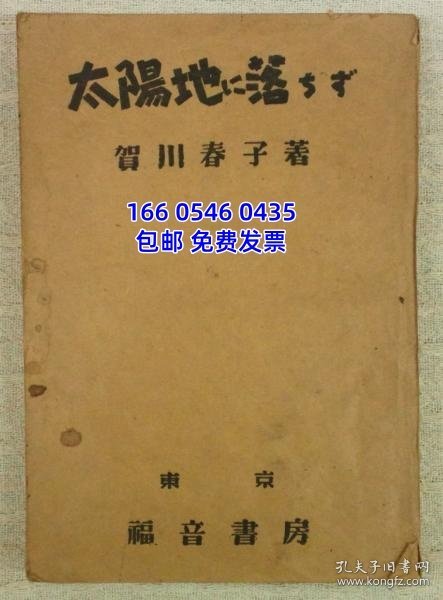 太陽地に落ちず
賀川春子著
166 0546 0435
包邮 免费发票
東京
福音書房
孔夫子旧书网
www.kongfz.com